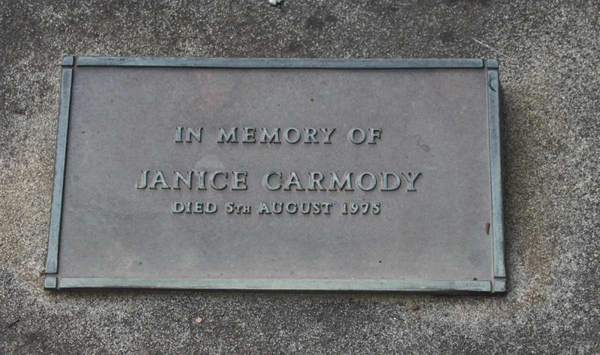 IN MEMORY OF
JANICE CARMODY
DIED 5TH AUGUST 1975